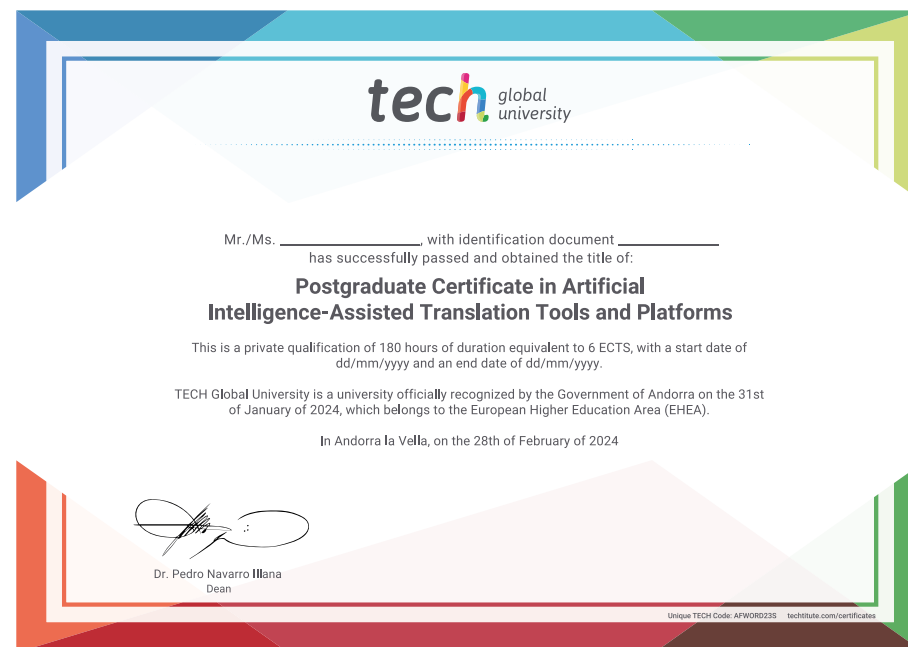 tech global
university
Mr./Ms. ____________________, with identification document ______________
has successfully passed and obtained the title of:
Postgraduate Certificate in Artificial
Intelligence-Assisted Translation Tools and Platforms
This is a private qualification of 180 hours of duration equivalent to 6 ECTS, with a start date of
dd/mm/yyyy and an end date of dd/mm/yyyy.
TECH Global University is a university officially recognized by the Government of Andorra on the 31st
of January of 2024, which belongs to the European Higher Education Area (EHEA).
In Andorra la Vella, on the 28th of February of 2024
Dr. Pedro Navarro Illana
Dean
Unique TECH Code: AFWORD23S techtitute.com/certificates